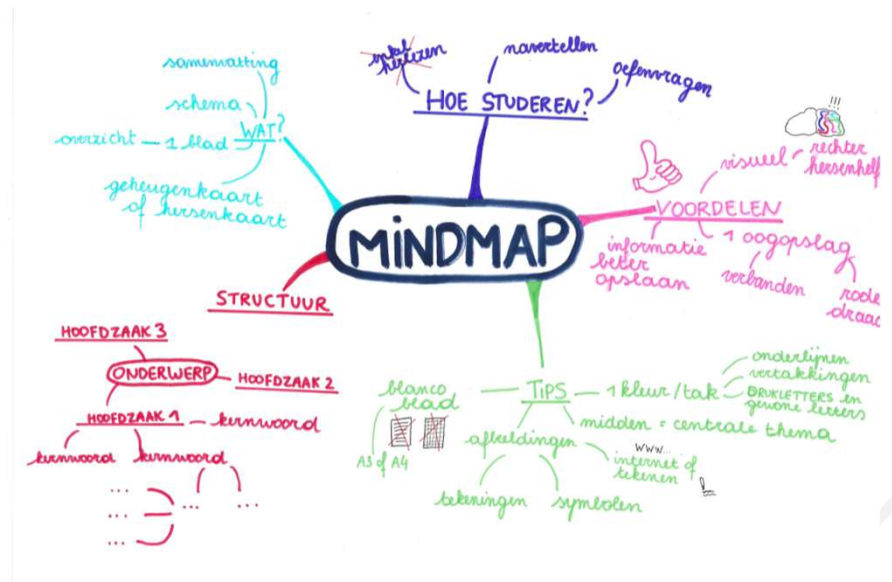 MINDMAP
WAT?
samenvatting
schema
overzicht
1 blad
geheugenkaart
of hersenkaart
HOE STUDEREN?
enkel
herlezen
navertellen
oefenvragen
VOORDELEN
visueel
!!!
rechter
hersenhelf
1 oogopslag
verbanden
rode
draad
informatie
beter
opslaan
TIPS
1 kleur/tak
onderlijnen
vertakkingen
DRUKLETTERS en
gewone letters
midden = centrale thema
afbeeldingen
www...
internet of
tekenen
symbolen
tekeningen
blanco
blad
A3 of A4
STRUCTUUR
ONDERWERP
HOOFDZAAK 3
HOOFDZAAK 2
HOOFDZAAK 1
kernwoord
kernwoord
kernwoord
...
...
...
...
...